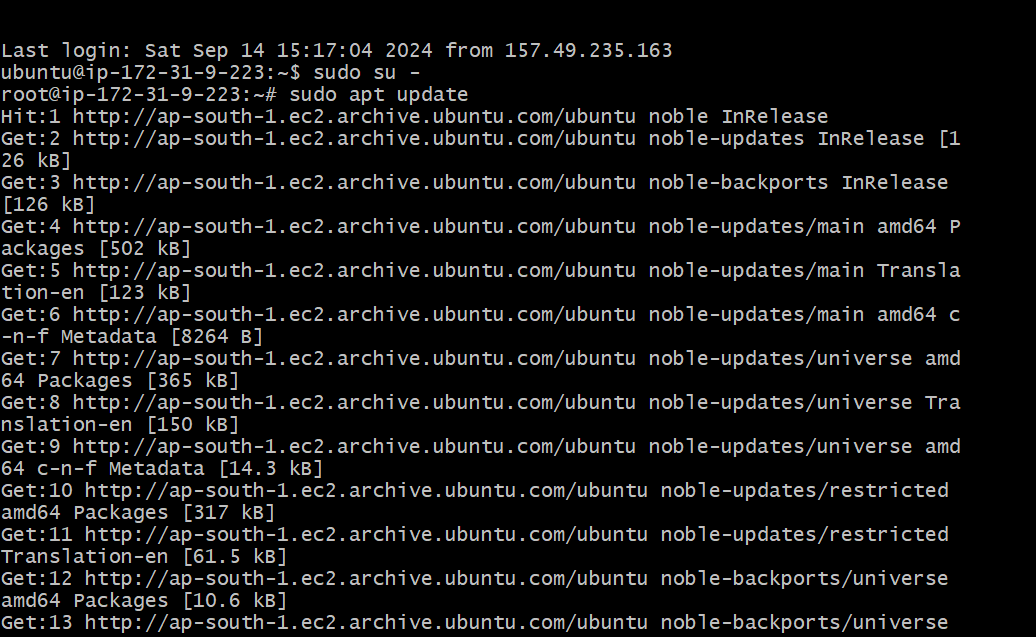 Last login: Sat Sep 14 15:17:04 2024 from 157.49.235.163
ubuntu@ip-172-31-9-223:~$ sudo su -
root@ip-172-31-9-223:~# sudo apt update
Hit:1 http://ap-south-1.ec2.archive.ubuntu.com/ubuntu noble InRelease
Get:2 http://ap-south-1.ec2.archive.ubuntu.com/ubuntu noble-updates InRelease [1
26 kB]
Get:3 http://ap-south-1.ec2.archive.ubuntu.com/ubuntu noble-backports InRelease
[126 kB]
Get:4 http://ap-south-1.ec2.archive.ubuntu.com/ubuntu noble-updates/main amd64 P
ackages [502 kB]
Get:5 http://ap-south-1.ec2.archive.ubuntu.com/ubuntu noble-updates/main Transla
tion-en [123 kB]
Get:6 http://ap-south-1.ec2.archive.ubuntu.com/ubuntu noble-updates/main amd64 c
-n-f Metadata [8264 B]
Get:7 http://ap-south-1.ec2.archive.ubuntu.com/ubuntu noble-updates/universe amd
64 Packages [365 kB]
Get:8 http://ap-south-1.ec2.archive.ubuntu.com/ubuntu noble-updates/universe Tra
nslation-en [150 kB]
Get:9 http://ap-south-1.ec2.archive.ubuntu.com/ubuntu noble-updates/universe amd
64 c-n-f Metadata [14.3 kB]
Get:10 http://ap-south-1.ec2.archive.ubuntu.com/ubuntu noble-updates/restricted
amd64 Packages [317 kB]
Get:11 http://ap-south-1.ec2.archive.ubuntu.com/ubuntu noble-updates/restricted
Translation-en [61.5 kB]
Get:12 http://ap-south-1.ec2.archive.ubuntu.com/ubuntu noble-backports/universe
amd64 Packages [10.6 kB]
Get:13 http://ap-south-1.ec2.archive.ubuntu.com/ubuntu noble-backports/universe